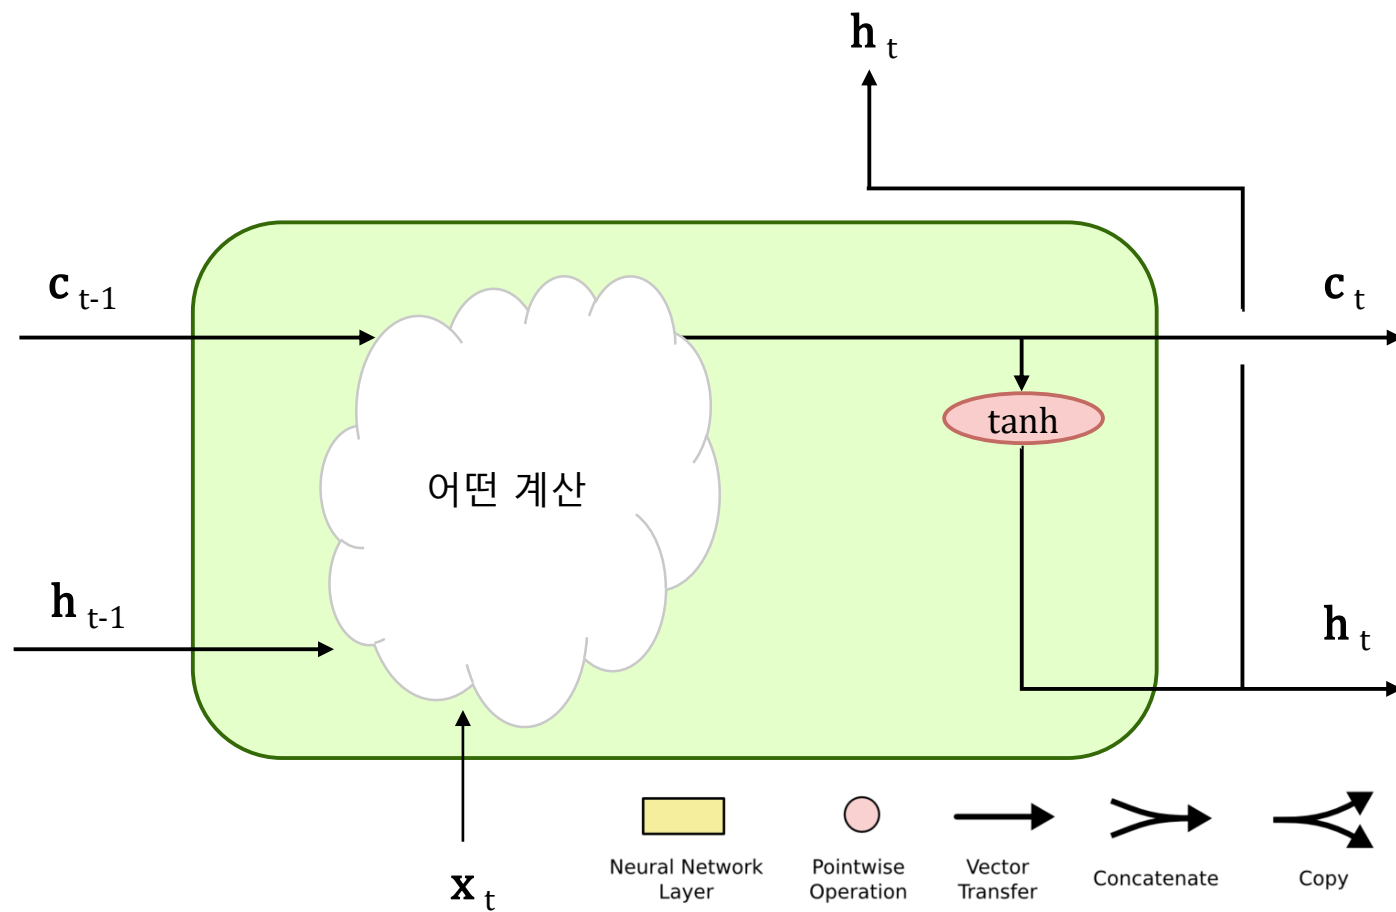 h t
c t-1
c t
tanh
어떤 계산
h t-1
h t
x t
Neural Network
Layer
Pointwise
Operation
Vector
Transfer
Concatenate
Copy